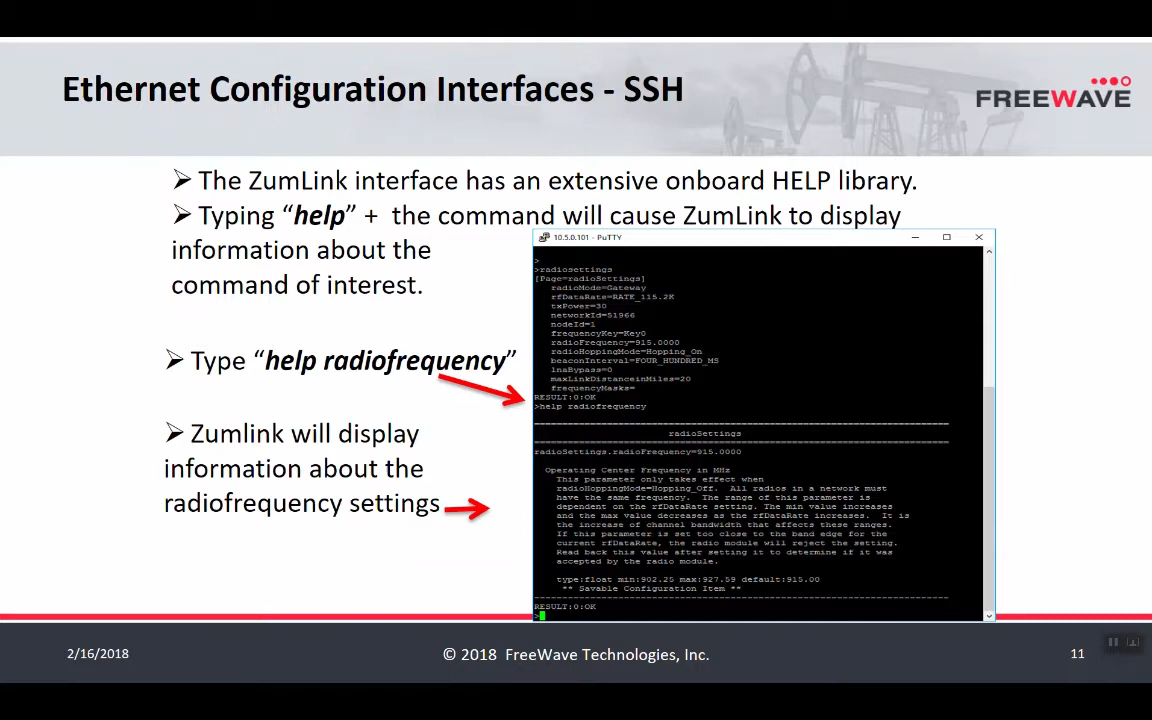 Ethernet Configuration Interfaces - SSH
FREEWAVE
➢ The ZumLink interface has an extensive onboard HELP library.
➢ Typing “help” + the command will cause ZumLink to display
information about the
command of interest.
➢ Type “help radiofrequency”
➢ Zumlink will display
information about the
radiofrequency settings
10.5.0.101 - PuTTY
>
>radiosettings
[Page=radioSettings]
radioMode=Gateway
rfDataRate=RATE_115.2K
txPower=30
networkId=51966
nodeId=1
frequencyKey=Key0
radioFrequency=915.0000
radioHoppingMode=Hopping_On
beaconInterval=FOUR_HUNDRED_MS
lnaBypass=0
maxLinkDistanceinMiles=20
frequencyMasks=
RESULT:0:OK
>help radiofrequency
radioSettings
radioSettings.radioFrequency=915.0000
Operating Center Frequency in MHz
This parameter only takes effect when
radioHoppingMode=Hopping_Off. All radios in a network must
have the same frequency. The range of this parameter is
dependent on the rfDataRate setting. The min value increases
and the max value decreases as the rfDataRate increases. It is
the increase of channel bandwidth that affects these ranges.
If this parameter is set too close to the band edge for the
current rfDataRate, the radio module will reject the setting.
Read back this value after setting it to determine if it was
accepted by the radio module.
type:float min:902.25 max:927.59 default:915.00
** Savable Configuration Item **
RESULT:0:OK
>
2/16/2018
© 2018 FreeWave Technologies, Inc.
11